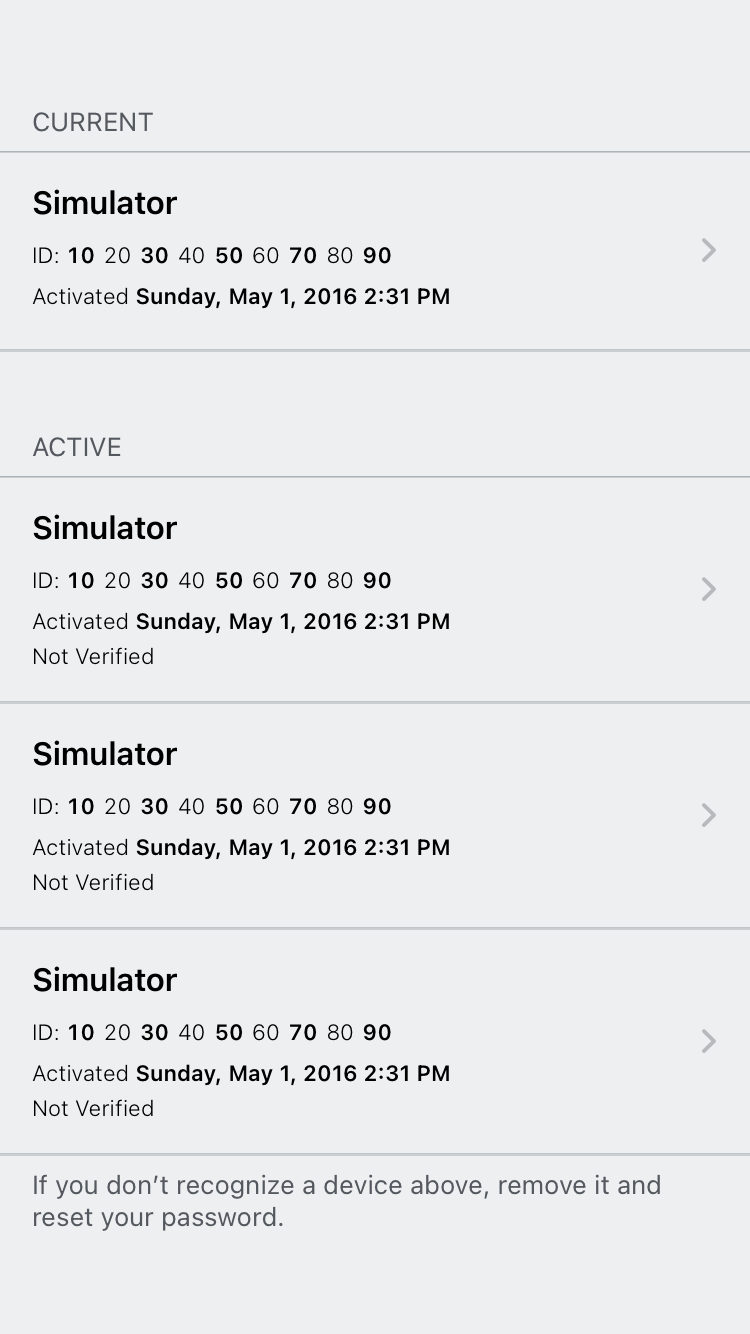 CURRENT
Simulator
ID: 10 20 30 40 50 60 70 80 90
Activated Sunday, May 1, 2016 2:31 PM
ACTIVE
Simulator
ID: 10 20 30 40 50 60 70 80 90
Activated Sunday, May 1, 2016 2:31 PM
Not Verified
Simulator
ID: 10 20 30 40 50 60 70 80 90
Activated Sunday, May 1, 2016 2:31 PM
Not Verified
Simulator
ID: 10 20 30 40 50 60 70 80 90
Activated Sunday, May 1, 2016 2:31 PM
Not Verified
If you don’t recognize a device above, remove it and
reset your password.